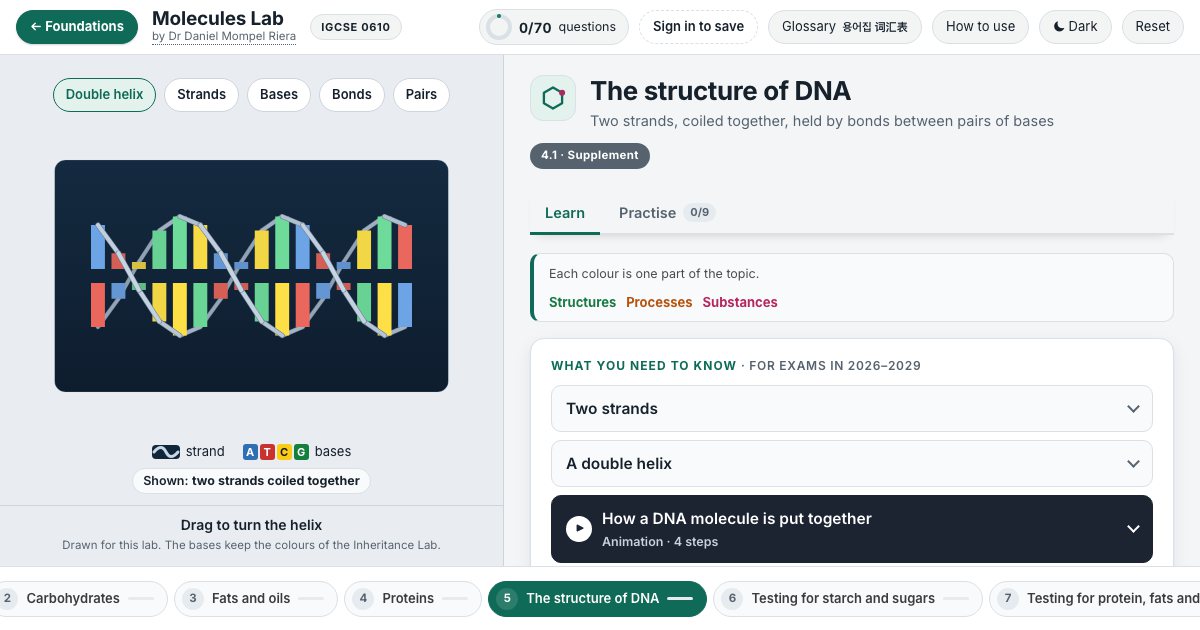 ← Foundations
Molecules Lab
by Dr Daniel Mompel Riera
IGCSE 0610
0/70 questions
Sign in to save
Glossary 용어집 词汇表
How to use
Dark
Reset
Double helix
Strands
Bases
Bonds
Pairs
strand
A T C G bases
Shown: two strands coiled together
Drag to turn the helix
Drawn for this lab. The bases keep the colours of the Inheritance Lab.
The structure of DNA
Two strands, coiled together, held by bonds between pairs of bases
4.1 · Supplement
Learn
Practise 0/9
Each colour is one part of the topic.
Structures Processes Substances
WHAT YOU NEED TO KNOW · FOR EXAMS IN 2026–2029
Two strands
A double helix
How a DNA molecule is put together
Animation · 4 steps
2 Carbohydrates
3 Fats and oils
4 Proteins
5 The structure of DNA
6 Testing for starch and sugars
7 Testing for protein, fats and